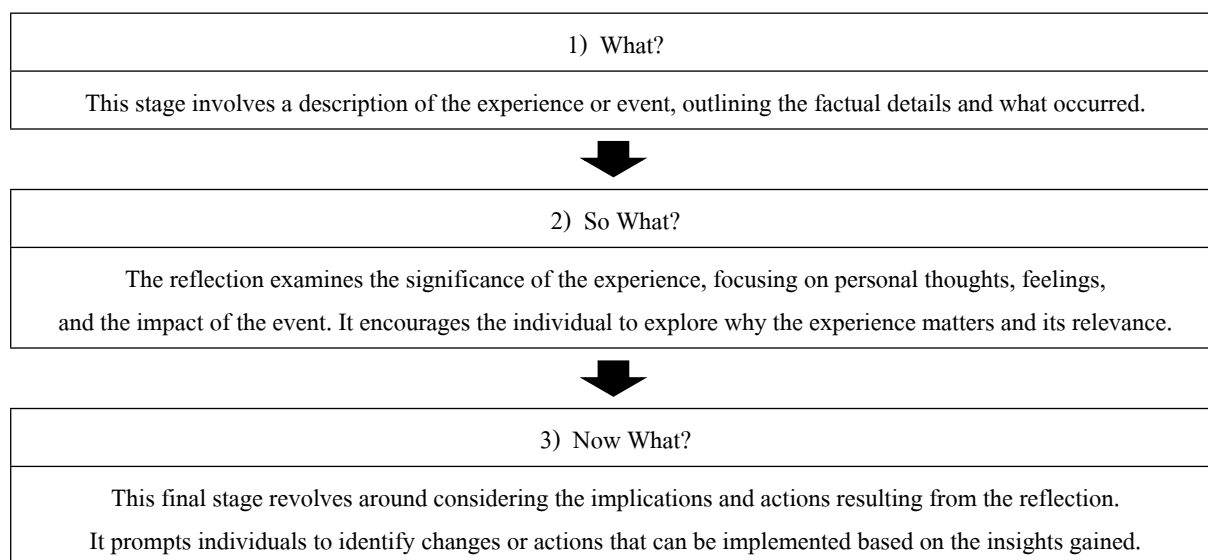 1) What?
This stage involves a description of the experience or event, outlining the factual details and what occurred.
2) So What?
The reflection examines the significance of the experience, focusing on personal thoughts, feelings,
and the impact of the event. It encourages the individual to explore why the experience matters and its relevance.
3) Now What?
This final stage revolves around considering the implications and actions resulting from the reflection.
It prompts individuals to identify changes or actions that can be implemented based on the insights gained.